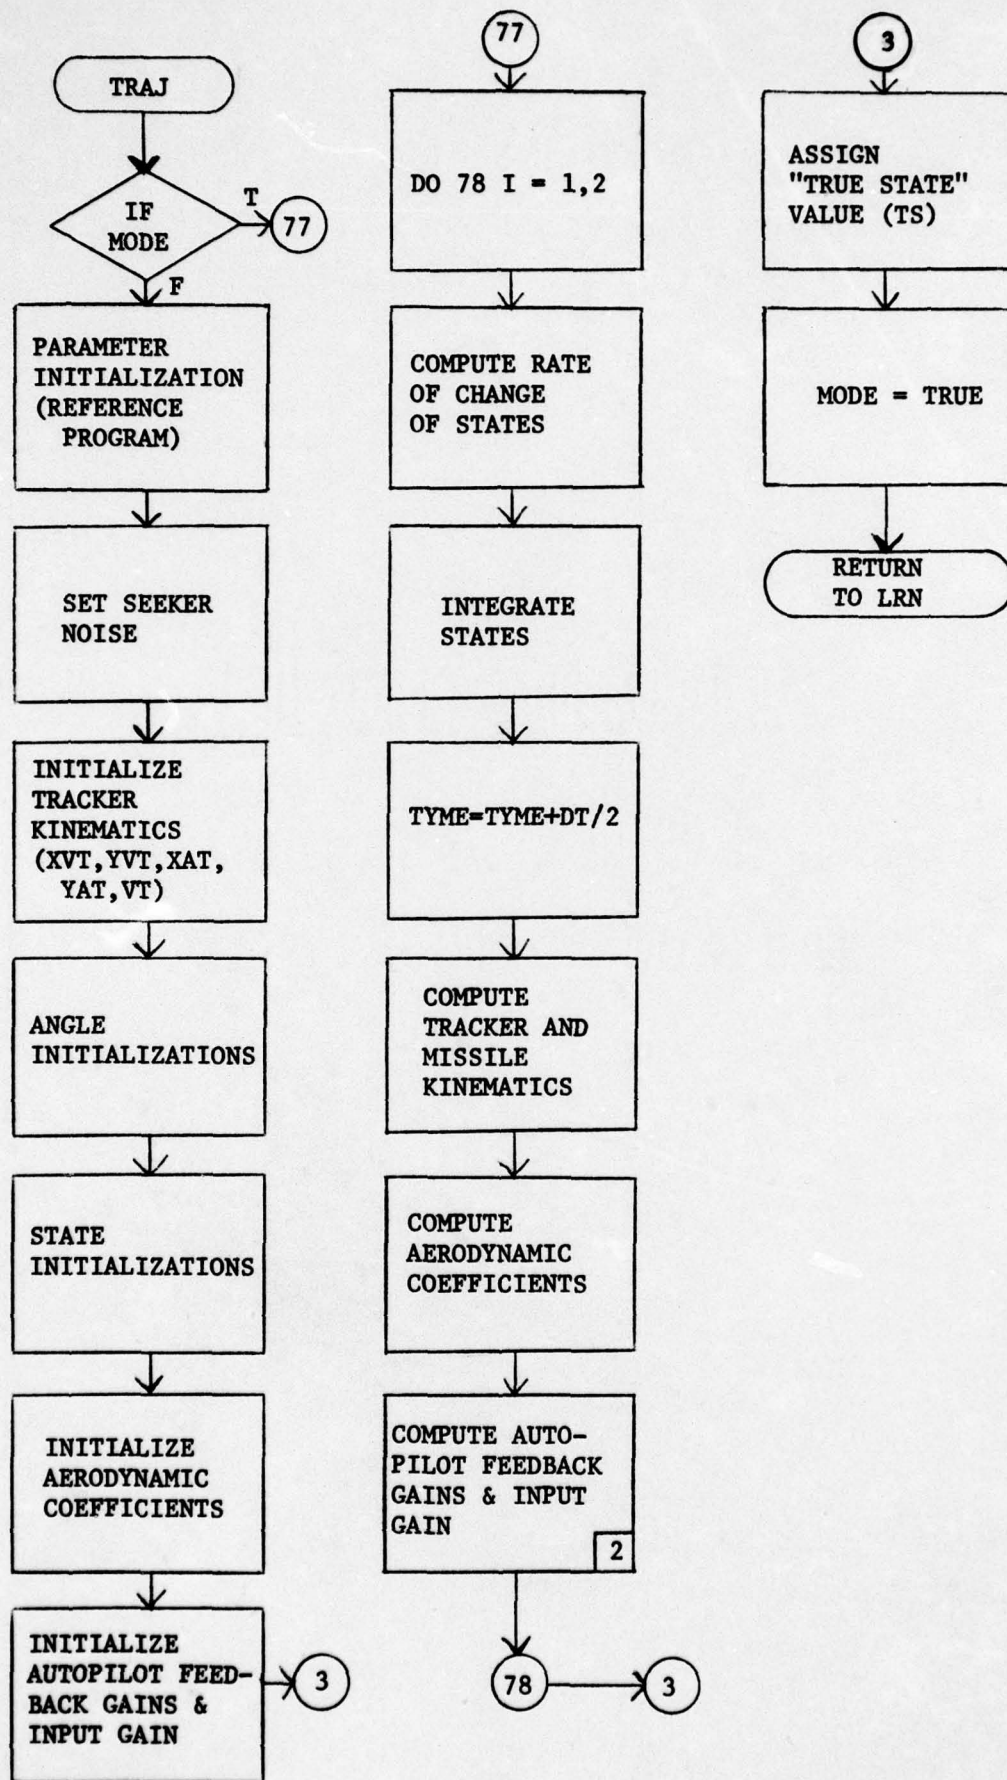 TRAJ
IF
MODE
T
77
F
PARAMETER
INITIALIZATION
(REFERENCE
PROGRAM)
SET SEEKER
NOISE
INITIALIZE
TRACKER
KINEMATICS
(XVT,YVT,XAT,
YAT,VT)
ANGLE
INITIALIZATIONS
STATE
INITIALIZATIONS
INITIALIZE
AERODYNAMIC
COEFFICIENTS
INITIALIZE
AUTOPILOT FEED-
BACK GAINS &
INPUT GAIN
3
77
DO 78 I = 1,2
COMPUTE RATE
OF CHANGE
OF STATES
INTEGRATE
STATES
TYME=TYME+DT/2
COMPUTE
TRACKER AND
MISSILE
KINEMATICS
COMPUTE
AERODYNAMIC
COEFFICIENTS
COMPUTE AUTO-
PILOT FEEDBACK
GAINS & INPUT
GAIN
2
78
3
3
ASSIGN
"TRUE STATE"
VALUE (TS)
MODE = TRUE
RETURN
TO LRN